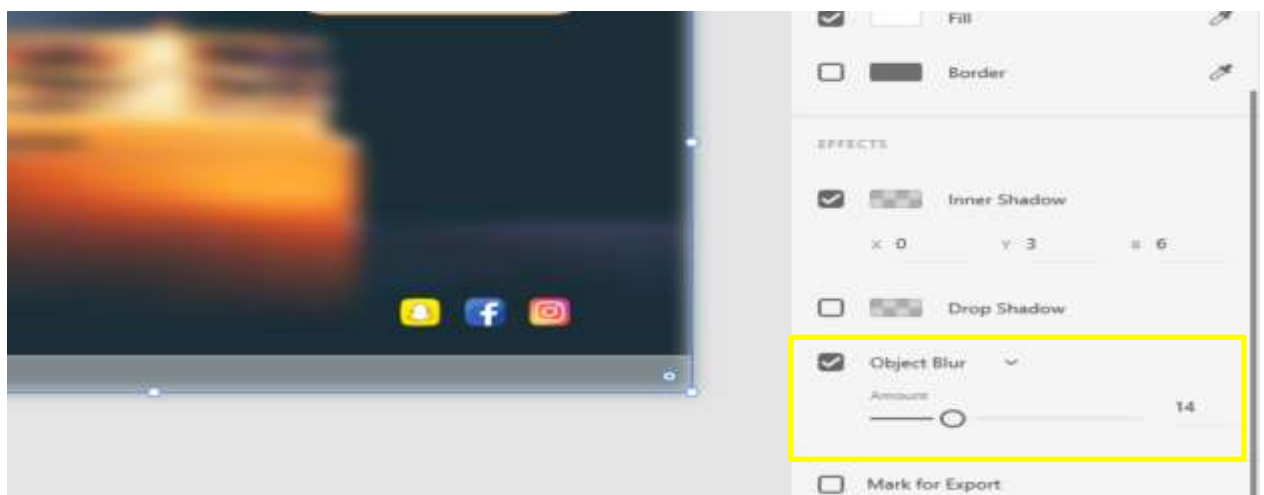 Fill
Border
EFFECTS
Inner Shadow
X 0 Y 3 B 6
Drop Shadow
Object Blur
Amount
14
Mark for Export